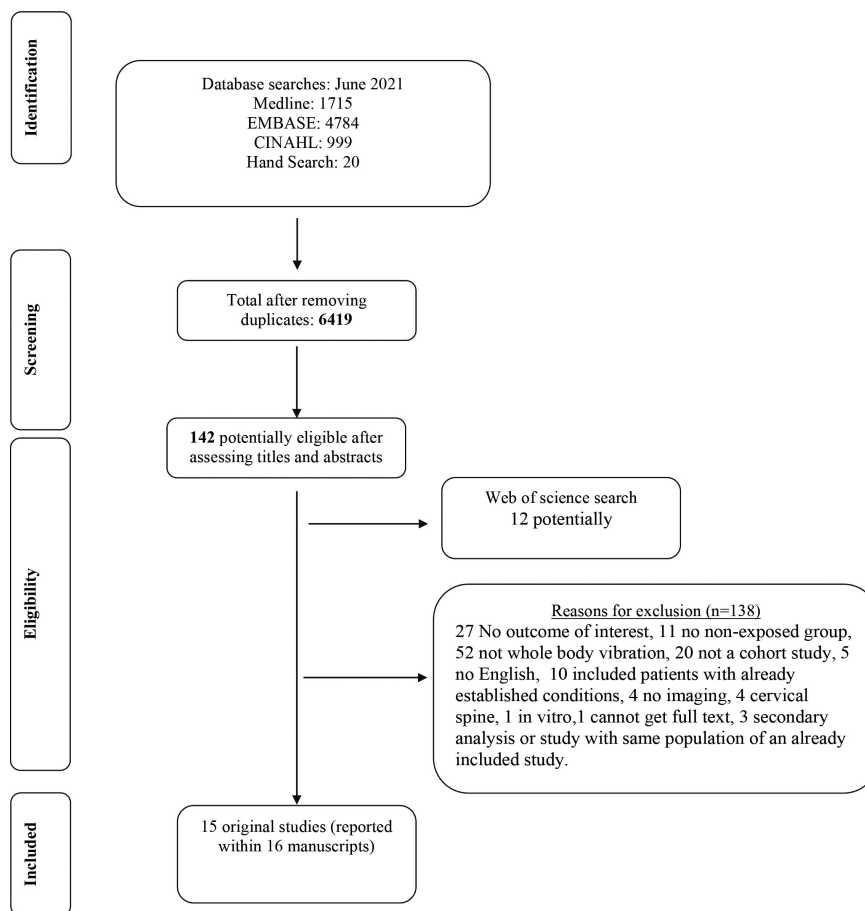 Identification
Database searches: June 2021
Medline: 1715
EMBASE: 4784
CINAHL: 999
Hand Search: 20
Screening
Total after removing
duplicates: 6419
142 potentially eligible after
assessing titles and abstracts
Eligibility
Web of science search
12 potentially
Reasons for exclusion (n=138)
27 No outcome of interest, 11 no non-exposed group,
52 not whole body vibration, 20 not a cohort study, 5
no English, 10 included patients with already
established conditions, 4 no imaging, 4 cervical
spine, 1 in vitro,1 cannot get full text, 3 secondary
analysis or study with same population of an already
included study.
Included
15 original studies (reported
within 16 manuscripts)